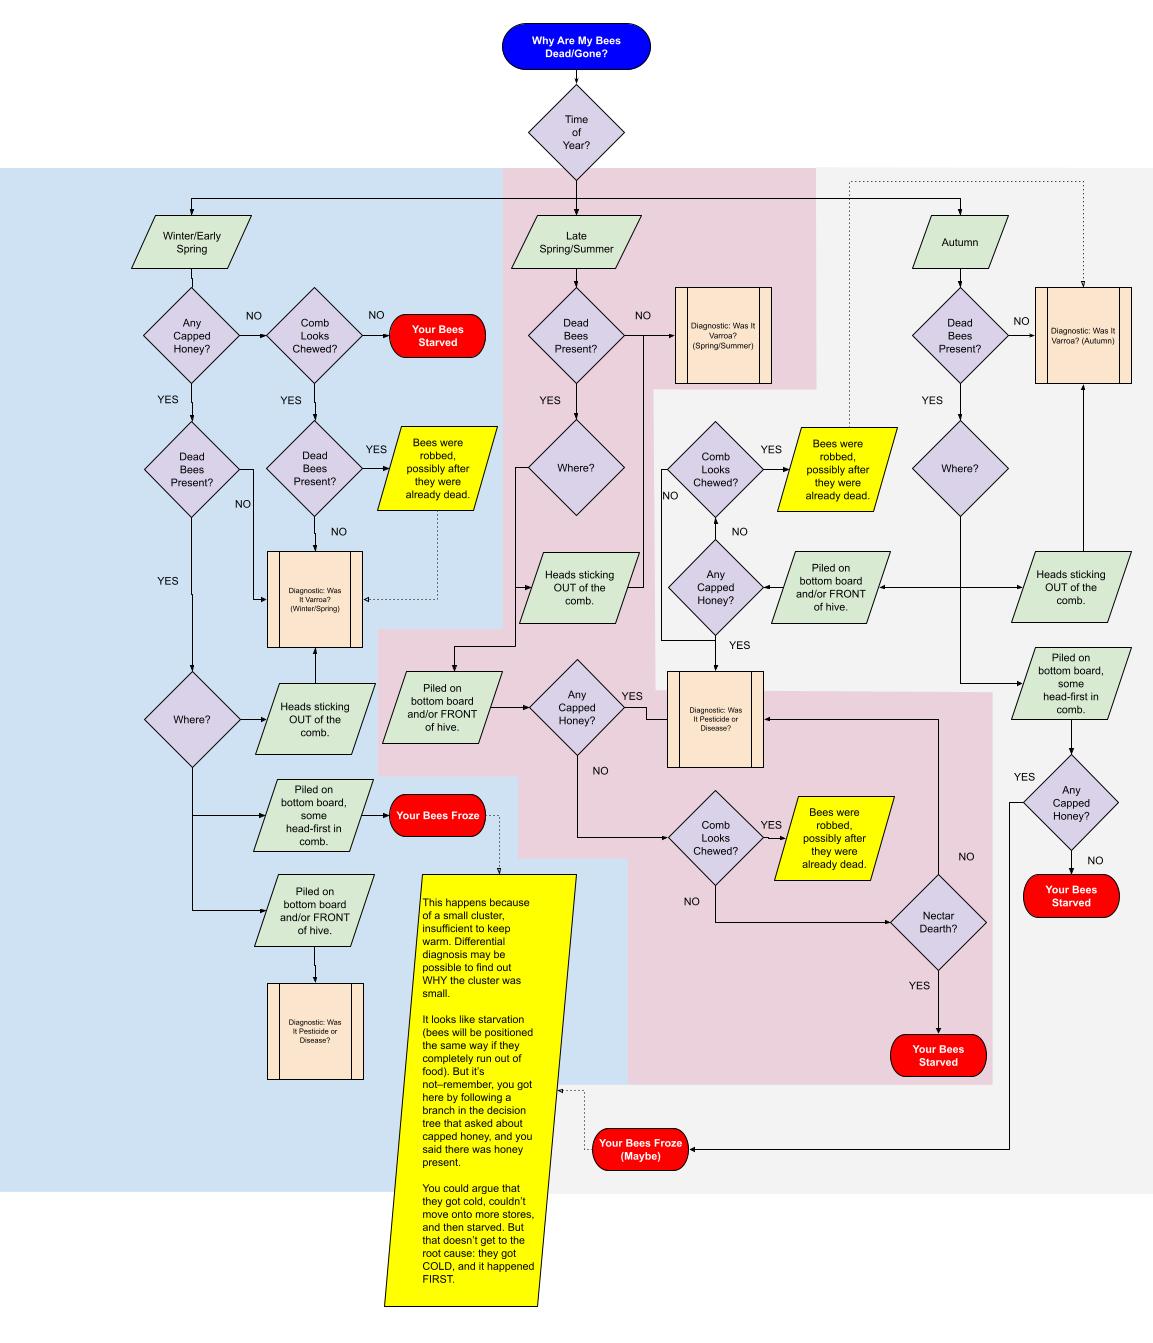 Why Are My Bees
Dead/Gone?
Time
of
Year?
Winter/Early
Spring
Late
Spring/Summer
Autumn
Any
Capped
Honey?
NO
Comb
Looks
Chewed?
NO
Your Bees
Starved
Dead
Bees
Present?
NO
Diagnostic: Was It
Varroa?
(Spring/Summer)
Dead
Bees
Present?
NO
Diagnostic: Was It
Varroa? (Autumn)
YES
YES
YES
YES
Dead
Bees
Present?
NO
Dead
Bees
Present?
YES
Bees were
robbed,
possibly after
they were
already dead.
Where?
Comb
Looks
Chewed?
YES
NO
Bees were
robbed,
possibly after
they were
already dead.
Where?
NO
NO
YES
Diagnostic: Was
It Varroa?
(Winter/Spring)
Heads sticking
OUT of the
comb.
Any
Capped
Honey?
Piled on
bottom board
and/or FRONT
of hive.
Heads sticking
OUT of the
comb.
YES
Piled on
bottom board,
some
head-first in
comb.
Where?
Heads sticking
OUT of the
comb.
Piled on
bottom board
and/or FRONT
of hive.
Any
Capped
Honey?
YES
Diagnostic: Was
It Pesticide or
Disease?
NO
YES
Any
Capped
Honey?
Piled on
bottom board,
some
head-first in
comb.
Your Bees Froze
Comb
Looks
Chewed?
YES
Bees were
robbed,
possibly after
they were
already dead.
NO
NO
Your Bees
Starved
NO
Nectar
Dearth?
YES
Piled on
bottom board
and/or FRONT
of hive.
Diagnostic: Was
It Pesticide or
Disease?
This happens because
of a small cluster,
insufficient to keep
warm. Differential
diagnosis may be
possible to find out
WHY the cluster was
small.
It looks like starvation
(bees will be positioned
the same way if they
completely run out of
food). But it’s
not–remember, you got
here by following a
branch in the decision
tree that asked about
capped honey, and you
said there was honey
present.
You could argue that
they got cold, couldn’t
move onto more stores,
and then starved. But
that doesn’t get to the
root cause: they got
COLD, and it happened
FIRST.
Your Bees
Starved
Your Bees Froze
(Maybe)